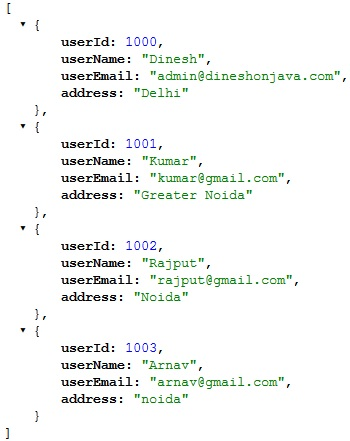 [
{
userId: 1000,
userName: "Dinesh",
userEmail: "admin@dineshonjava.com",
address: "Delhi"
},
{
userId: 1001,
userName: "Kumar",
userEmail: "kumar@gmail.com",
address: "Greater Noida"
},
{
userId: 1002,
userName: "Rajput",
userEmail: "rajput@gmail.com",
address: "Noida"
},
{
userId: 1003,
userName: "Arnav",
userEmail: "arnav@gmail.com",
address: "noida"
}
]